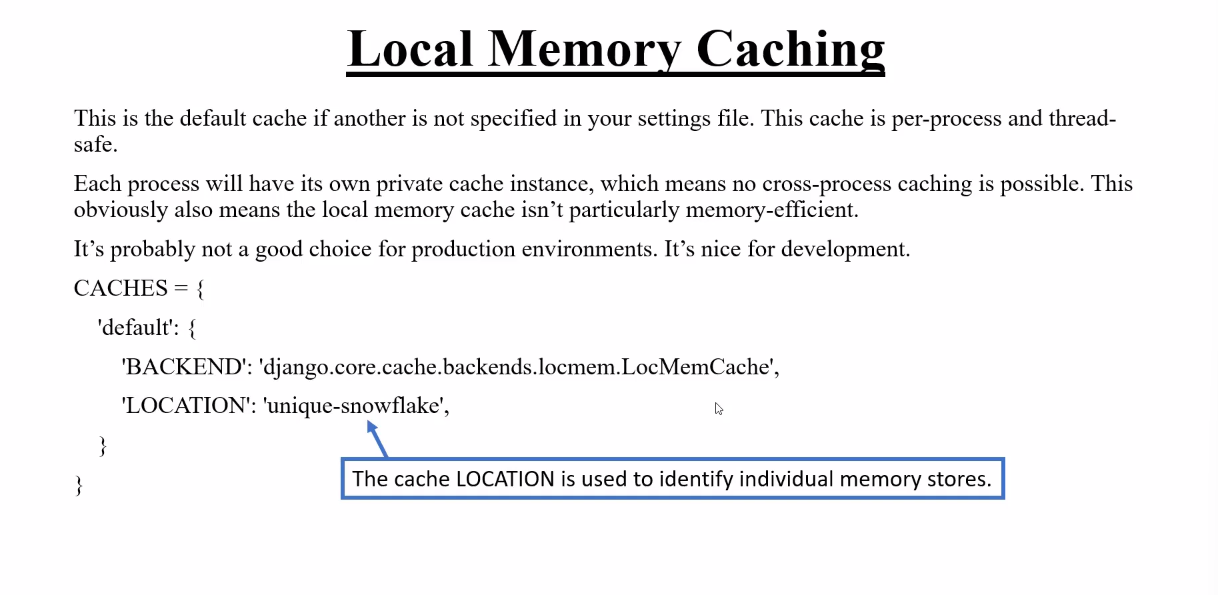 Local Memory Caching
This is the default cache if another is not specified in your settings file. This cache is per-process and thread-
safe.
Each process will have its own private cache instance, which means no cross-process caching is possible. This
obviously also means the local memory cache isn’t particularly memory-efficient.
It’s probably not a good choice for production environments. It’s nice for development.
CACHES = {
'default': {
'BACKEND': 'django.core.cache.backends.locmem.LocMemCache',
'LOCATION': 'unique-snowflake',
}
The cache LOCATION is used to identify individual memory stores.
}